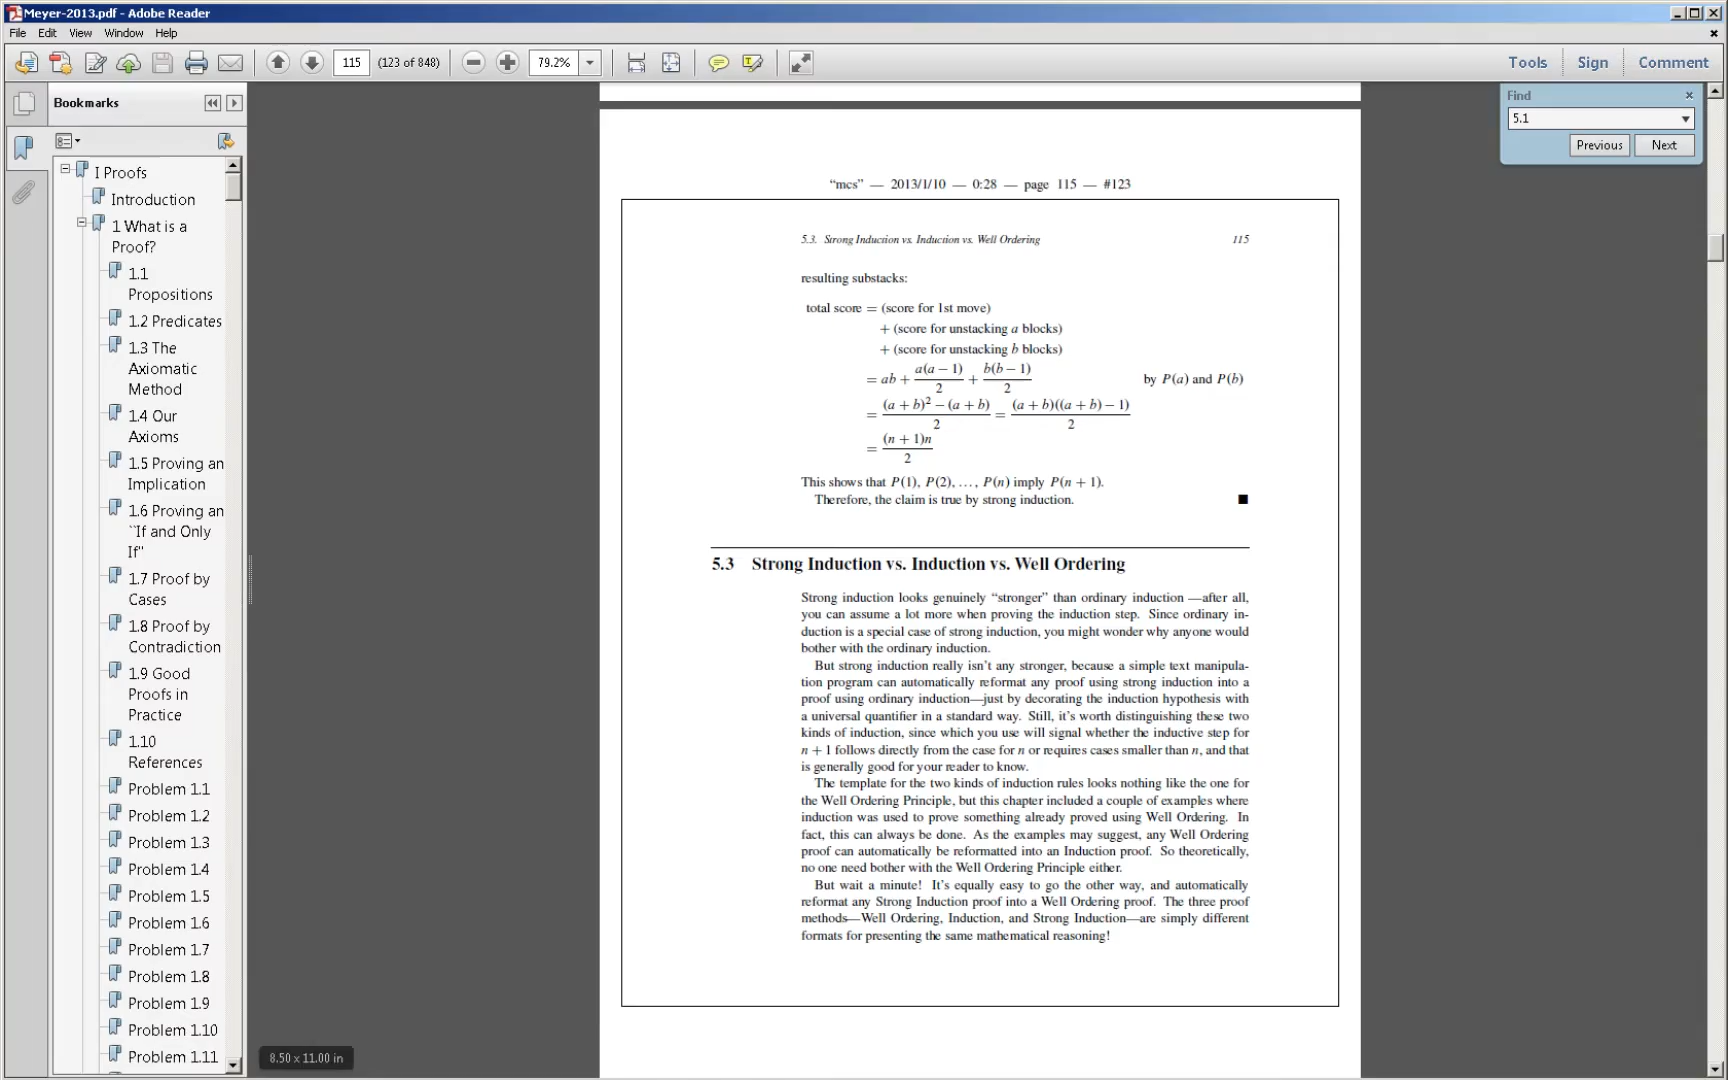 Meyer-2013.pdf - Adobe Reader
File Edit View Window Help
115 (123 of 848) 79.2% Tools Sign Comment
Bookmarks
I Proofs
Introduction
1 What is a
Proof?
1.1
Propositions
1.2 Predicates
1.3 The
Axiomatic
Method
1.4 Our
Axioms
1.5 Proving an
Implication
1.6 Proving an
``If and Only
If"
1.7 Proof by
Cases
1.8 Proof by
Contradiction
1.9 Good
Proofs in
Practice
1.10
References
Problem 1.1
Problem 1.2
Problem 1.3
Problem 1.4
Problem 1.5
Problem 1.6
Problem 1.7
Problem 1.8
Problem 1.9
Problem 1.10
Problem 1.11
8.50 x 11.00 in
Find
5.1
Previous Next
“mcs” — 2013/1/10 — 0:28 — page 115 — #123
5.3. Strong Induction vs. Induction vs. Well Ordering 115
resulting substacks:
total score = (score for 1st move)
+ (score for unstacking a blocks)
+ (score for unstacking b blocks)
= ab + a(a − 1)/2 + b(b − 1)/2 by P(a) and P(b)
= (a + b)² − (a + b)/2 = (a + b)((a + b) − 1)/2
= (n + 1)n/2
This shows that P(1), P(2), ..., P(n) imply P(n + 1).
Therefore, the claim is true by strong induction. ■
5.3 Strong Induction vs. Induction vs. Well Ordering
Strong induction looks genuinely “stronger” than ordinary induction —after all,
you can assume a lot more when proving the induction step. Since ordinary in-
duction is a special case of strong induction, you might wonder why anyone would
bother with the ordinary induction.
But strong induction really isn’t any stronger, because a simple text manipula-
tion program can automatically reformat any proof using strong induction into a
proof using ordinary induction—just by decorating the induction hypothesis with
a universal quantifier in a standard way. Still, it’s worth distinguishing these two
kinds of induction, since which you use will signal whether the inductive step for
n + 1 follows directly from the case for n or requires cases smaller than n, and that
is generally good for your reader to know.
The template for the two kinds of induction rules looks nothing like the one for
the Well Ordering Principle, but this chapter included a couple of examples where
induction was used to prove something already proved using Well Ordering. In
fact, this can always be done. As the examples may suggest, any Well Ordering
proof can automatically be reformatted into an Induction proof. So theoretically,
no one need bother with the Well Ordering Principle either.
But wait a minute! It’s equally easy to go the other way, and automatically
reformat any Strong Induction proof into a Well Ordering proof. The three proof
methods—Well Ordering, Induction, and Strong Induction—are simply different
formats for presenting the same mathematical reasoning!